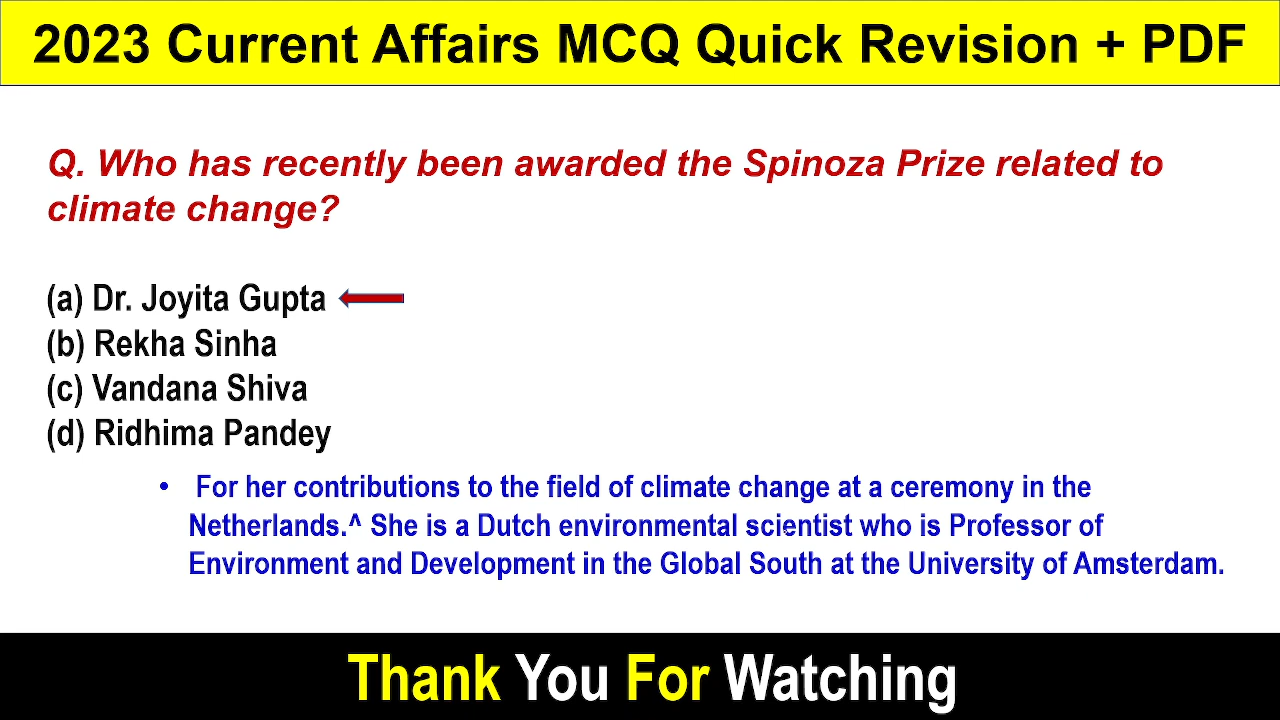 2023 Current Affairs MCQ Quick Revision + PDF
Q. Who has recently been awarded the Spinoza Prize related to
climate change?
(a) Dr. Joyita Gupta
(b) Rekha Sinha
(c) Vandana Shiva
(d) Ridhima Pandey
• For her contributions to the field of climate change at a ceremony in the
Netherlands.^ She is a Dutch environmental scientist who is Professor of
Environment and Development in the Global South at the University of Amsterdam.
Thank You For Watching